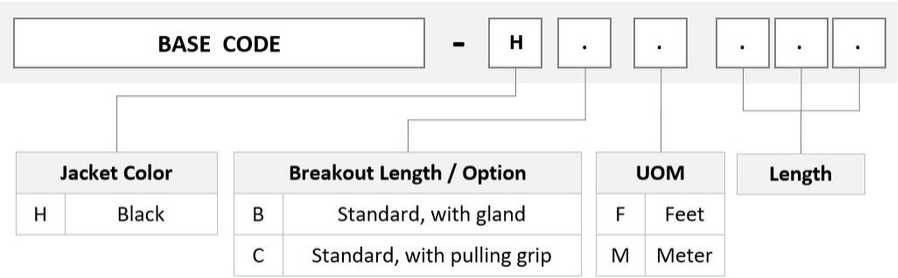 BASE CODE - H . . . . .
Jacket Color
H Black
Breakout Length / Option
B Standard, with gland
C Standard, with pulling grip
UOM
F Feet
M Meter
Length